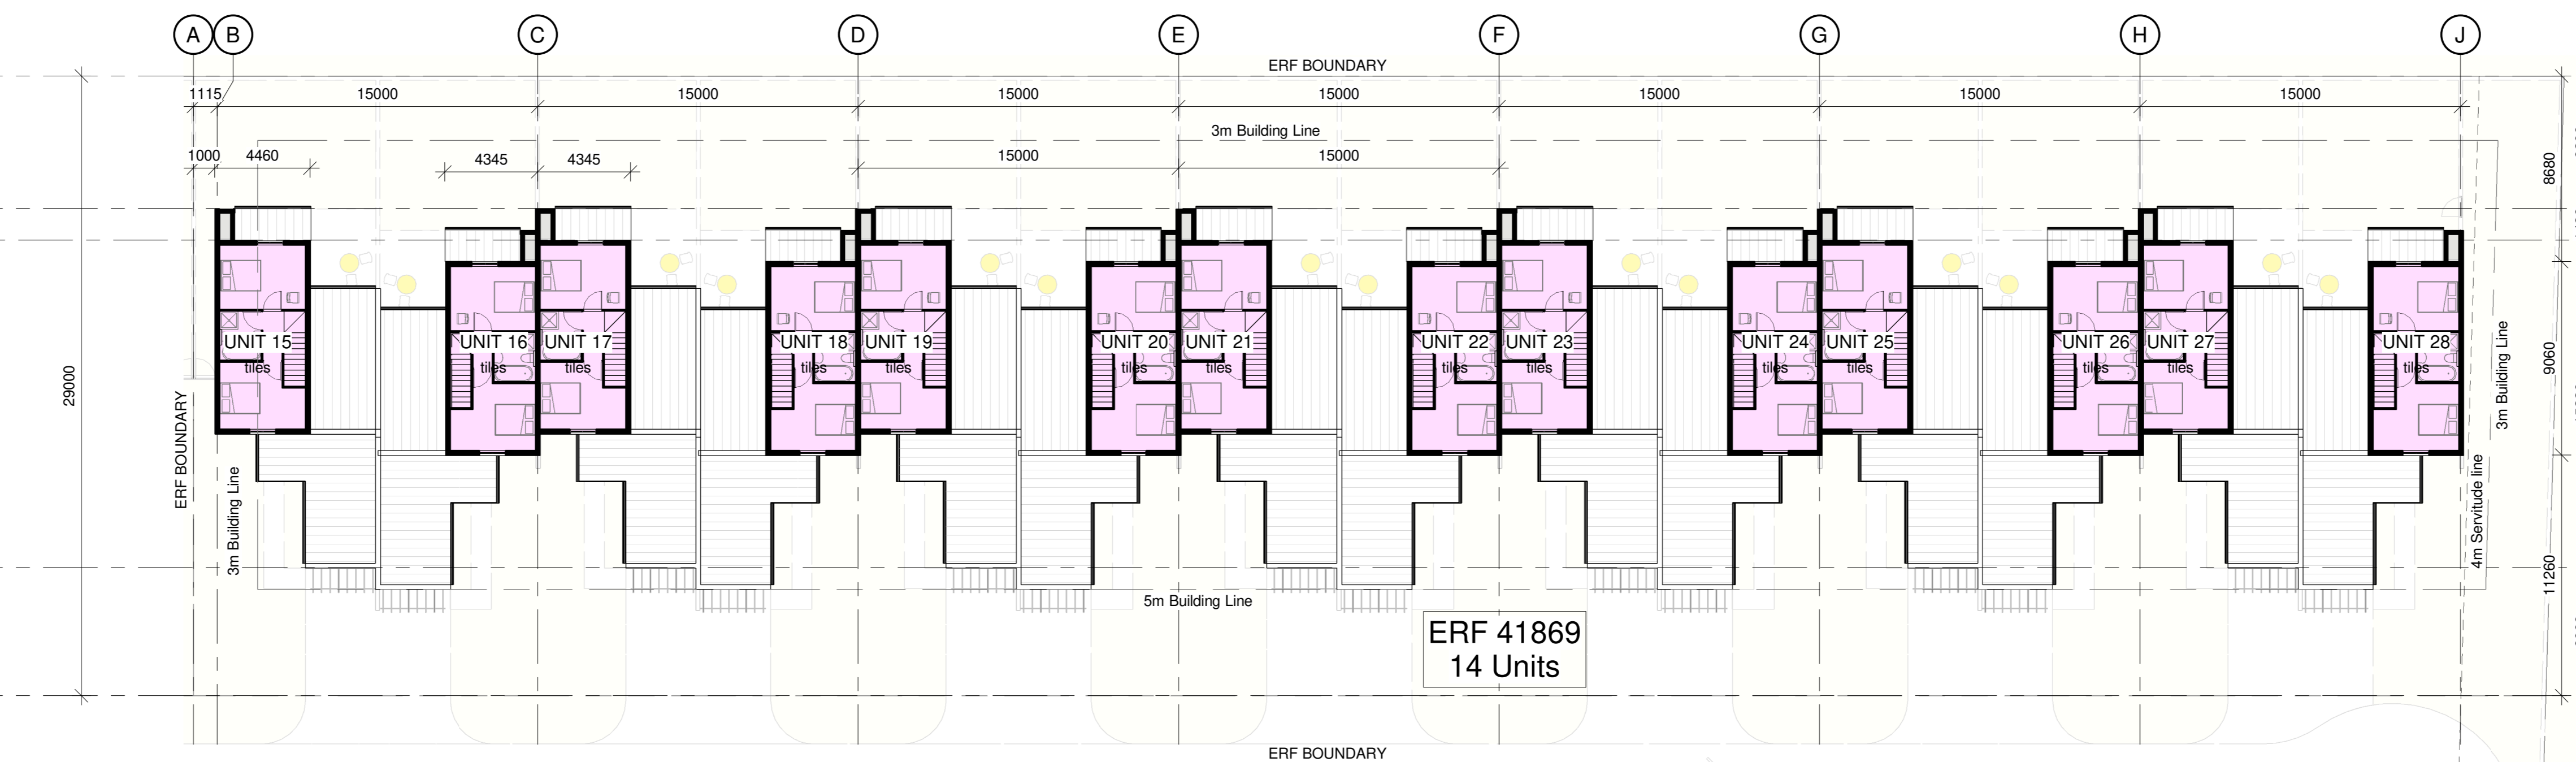 A B C D E F G H J
ERF BOUNDARY
1115 15000 15000 15000 15000 15000 15000 15000
3m Building Line
1000 4460 4345 4345 15000 15000
8680
UNIT 15 UNIT 16 UNIT 17 UNIT 18 UNIT 19 UNIT 20 UNIT 21 UNIT 22 UNIT 23 UNIT 24 UNIT 25 UNIT 26 UNIT 27 UNIT 28
tiles tiles tiles tiles tiles tiles tiles tiles tiles tiles tiles tiles tiles tiles
29000
9060
3m Building Line
ERF BOUNDARY
3m Building Line
4m Servitude line
11260
5m Building Line
ERF 41869
14 Units
ERF BOUNDARY